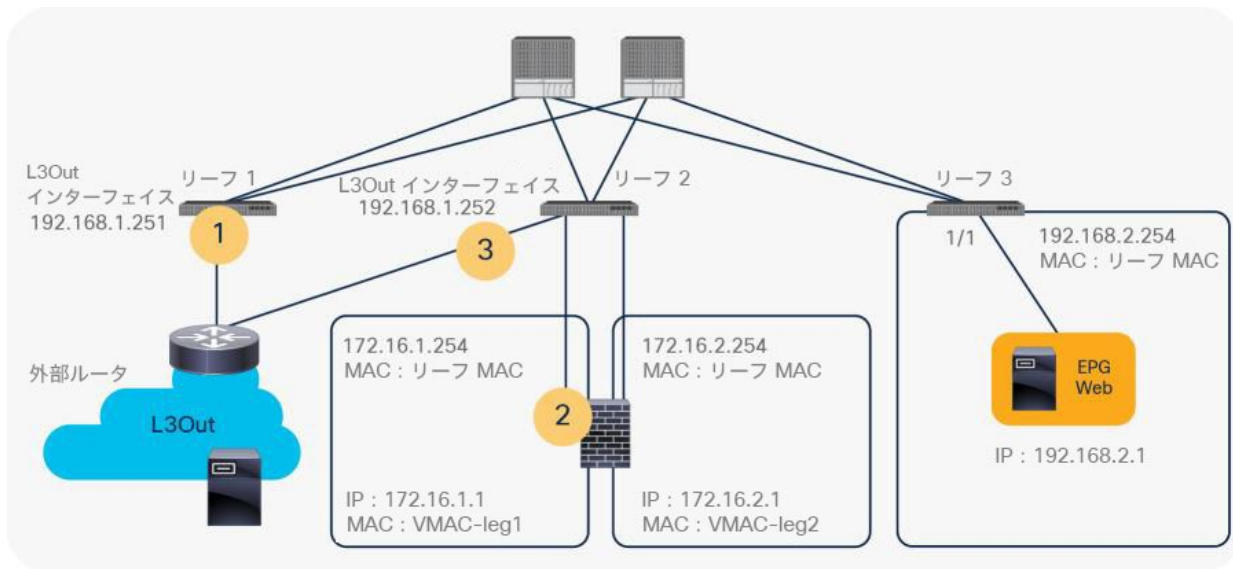 L3Out
インターフェイス
192.168.1.251
リーフ 1
1
L3Out インターフェイス
192.168.1.252
リーフ 2
3
リーフ 3
1/1
192.168.2.254
MAC：リーフ MAC
外部ルータ
L3Out
172.16.1.254
MAC：リーフ MAC
2
IP：172.16.1.1
MAC：VMAC-leg1
172.16.2.254
MAC：リーフ MAC
IP：172.16.2.1
MAC：VMAC-leg2
EPG
Web
IP：192.168.2.1